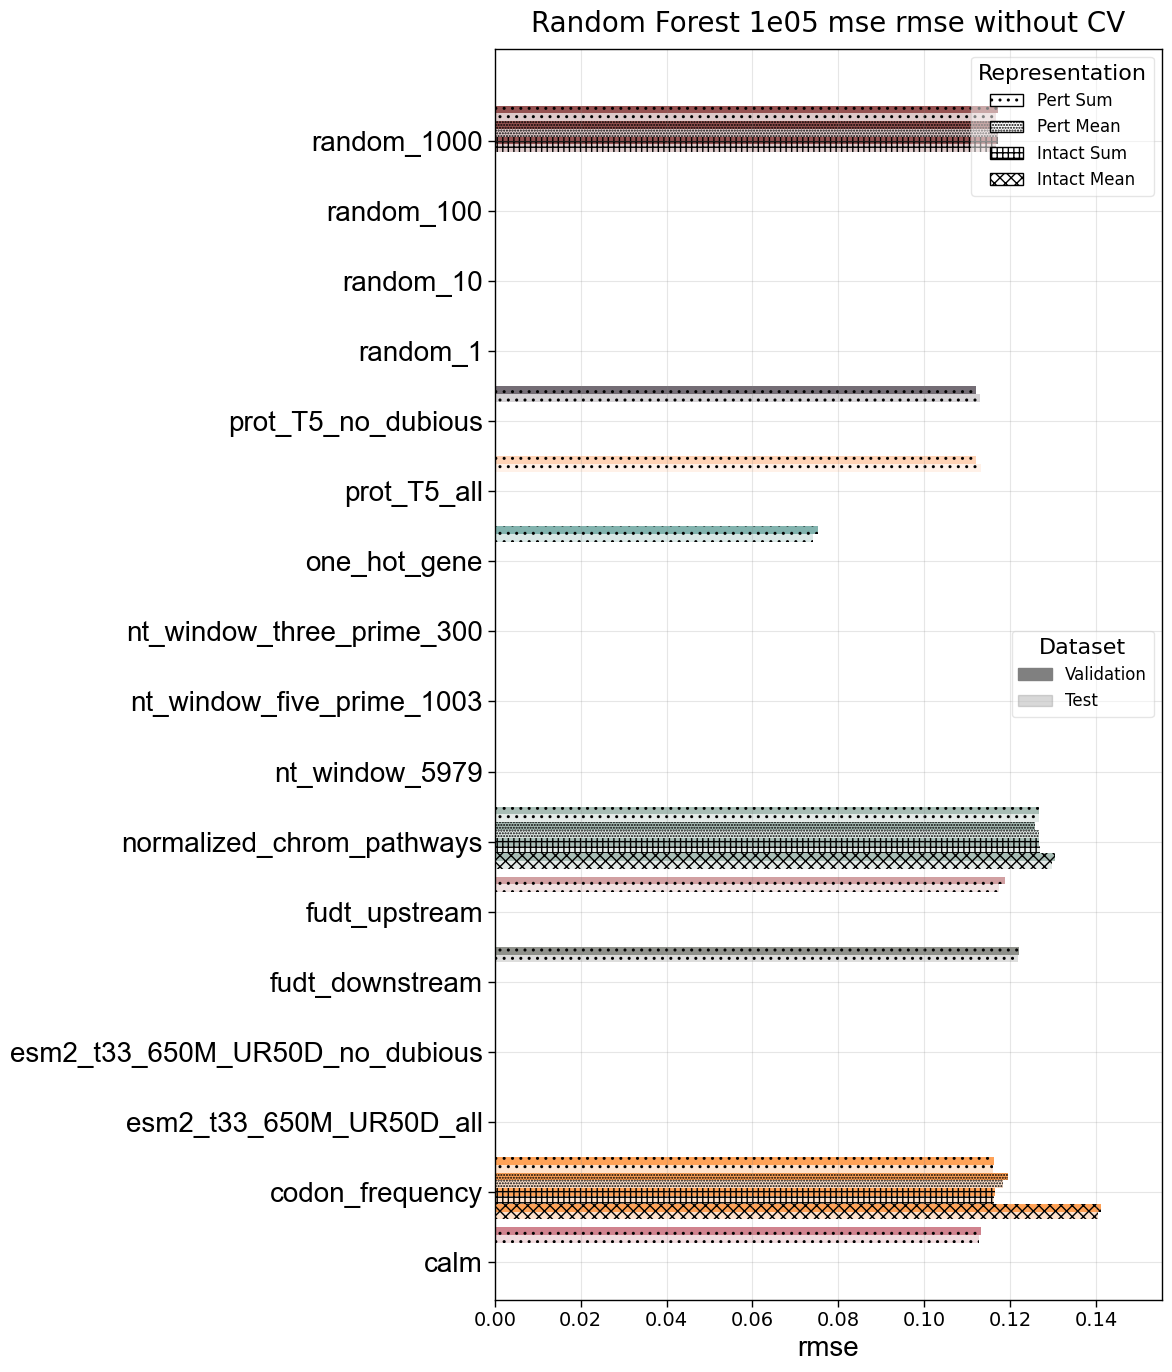 Random Forest 1e05 mse rmse without CV
Representation
Pert Sum
Pert Mean
Intact Sum
Intact Mean
random_1000
random_100
random_10
random_1
prot_T5_no_dubious
prot_T5_all
one_hot_gene
nt_window_three_prime_300
Dataset
Validation
Test
nt_window_five_prime_1003
nt_window_5979
normalized_chrom_pathways
fudt_upstream
fudt_downstream
esm2_t33_650M_UR50D_no_dubious
esm2_t33_650M_UR50D_all
codon_frequency
calm
0.00 0.02 0.04 0.06 0.08 0.10 0.12 0.14
rmse